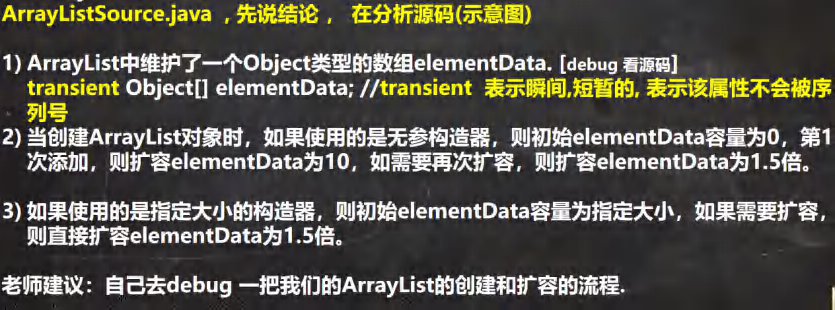 ArrayListSource.java , 先说结论， 在分析源码(示意图)
1) ArrayList中维护了一个Object类型的数组elementData. [debug 看源码]
transient Object[] elementData; //transient 表示瞬间,短暂的, 表示该属性不会被序
列号
2) 当创建ArrayList对象时，如果使用的是无参构造器，则初始elementData容量为0，第1
次添加，则扩容elementData为10，如需要再次扩容，则扩容elementData为1.5倍。
3) 如果使用的是指定大小的构造器，则初始elementData容量为指定大小，如果需要扩容，
则直接扩容elementData为1.5倍。
老师建议：自己去debug 一把我们的ArrayList的创建和扩容的流程.